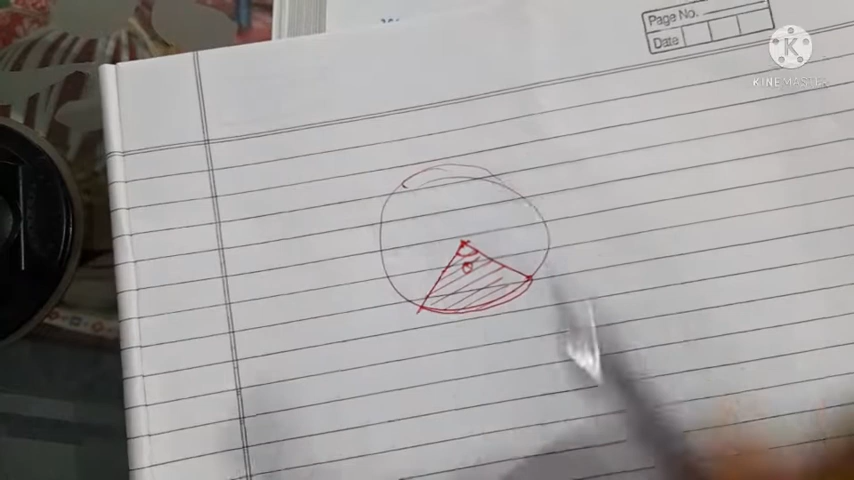 Page No.
Date
K
KINEMASTER
θ